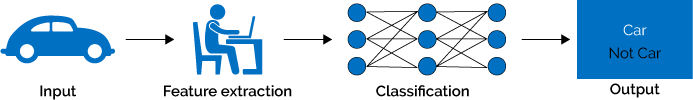 Car
Not Car
Input
Feature extraction
Classification
Output